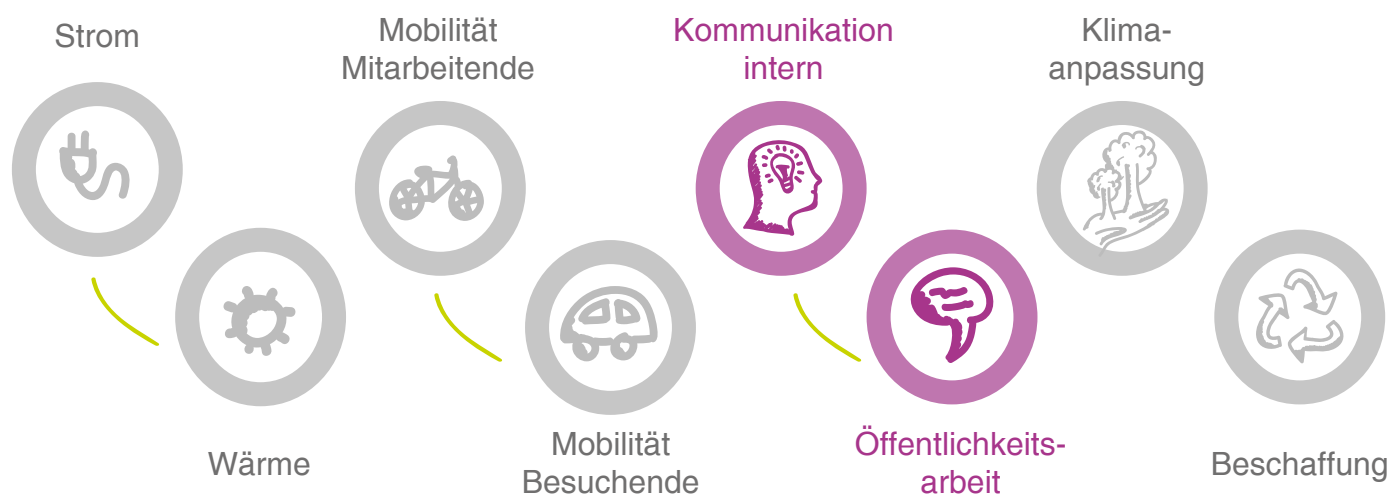 Strom
Wärme
Mobilität
Mitarbeitende
Mobilität
Besuchende
Kommunikation
intern
Öffentlichkeits-
arbeit
Klima-
anpassung
Beschaffung